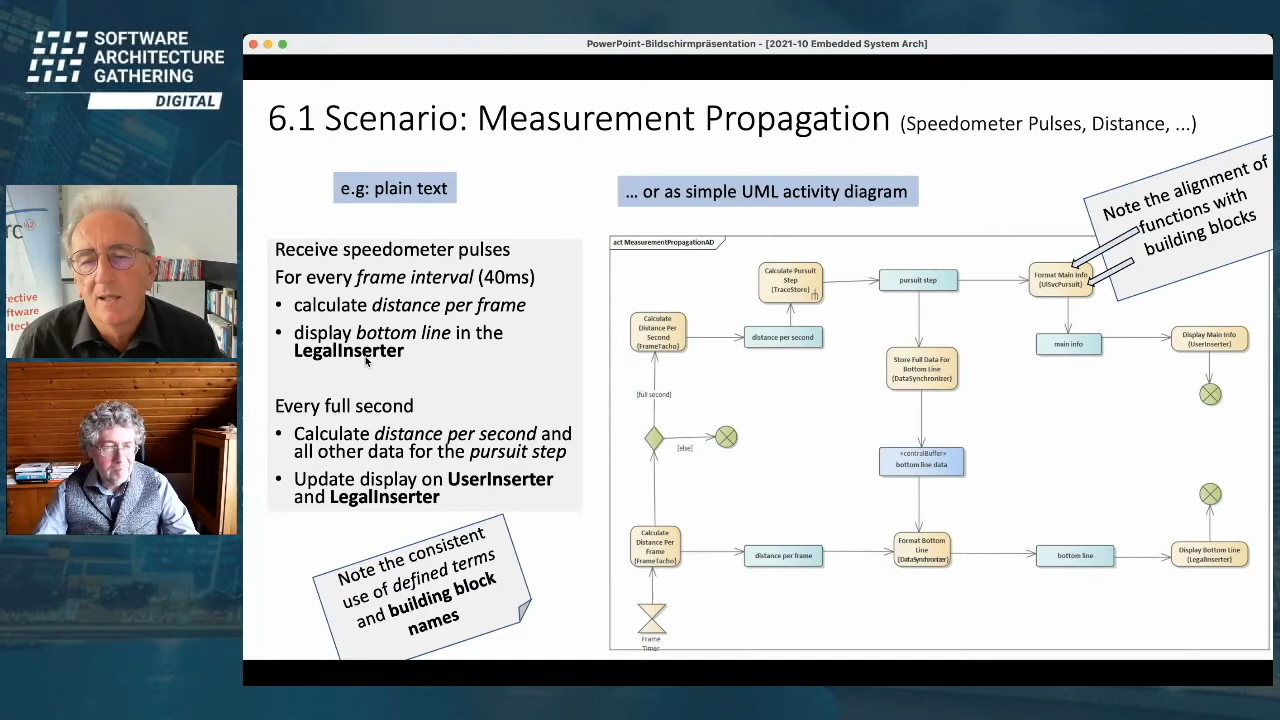 SOFTWARE
ARCHITECTURE
GATHERING
DIGITAL
PowerPoint-Bildschirmpräsentation - [2021-10 Embedded System Arch]
6.1 Scenario: Measurement Propagation (Speedometer Pulses, Distance, ...)
e.g: plain text
... or as simple UML activity diagram
Note the alignment of
functions with
building blocks
Receive speedometer pulses
For every frame interval (40ms)
• calculate distance per frame
• display bottom line in the
LegalInserter
Every full second
• Calculate distance per second and
all other data for the pursuit step
• Update display on UserInserter
and LegalInserter
Note the consistent
use of defined terms
and building block
names
act MeasurementPropagationAD
Calculate Pursuit
Step
(TraceStore)
pursuit step
Format Main Info
(UISvcPursuit)
Calculate
Distance Per
Second
(FrameTacho)
distance per second
main info
Display Main Info
(UserInserter)
Store Full Data For
Bottom Line
(DataSynchronizer)
[full second]
[else]
«centralBuffer»
bottom line data
Calculate
Distance Per
Frame
(FrameTacho)
distance per frame
Format Bottom
Line
(DataSynchronizer)
bottom line
Display Bottom Line
(LegalInserter)
Frame
Timer
rc42
ective
oftware